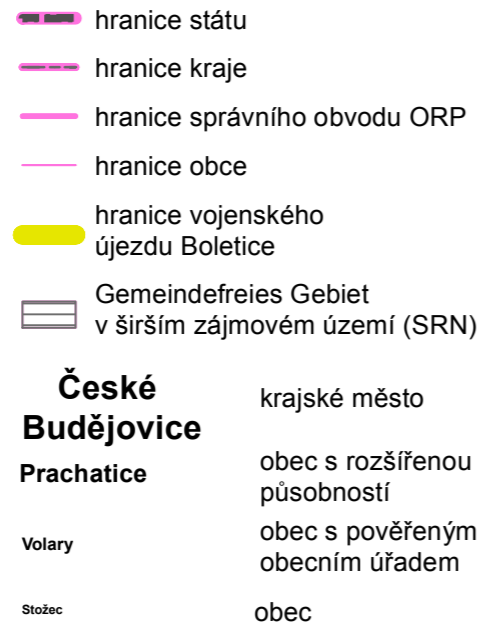 hranice státu
hranice kraje
hranice správního obvodu ORP
hranice obce
hranice vojenského
újezdu Boletice
Gemeindefreies Gebiet
v širším zájmovém území (SRN)
České
Budějovice
krajské město
Prachatice
obec s rozšířenou
působností
Volary
obec s pověřeným
obecním úřadem
Stožec
obec